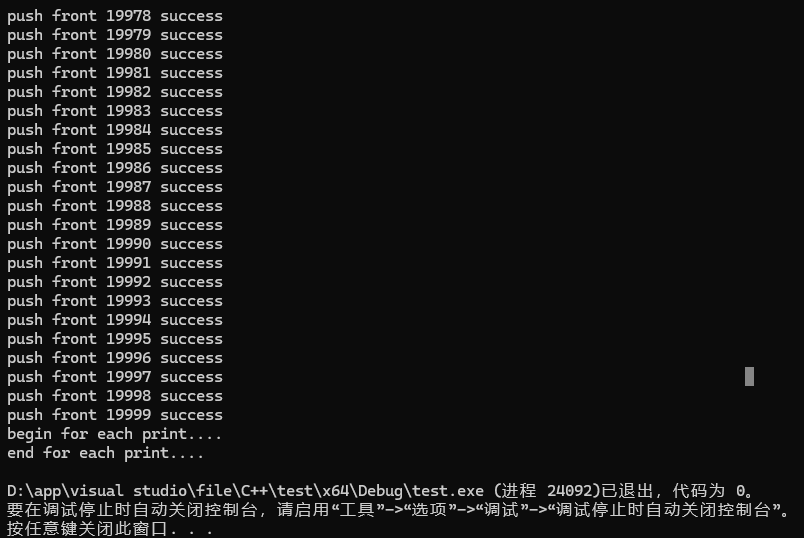 push front 19978 success
push front 19979 success
push front 19980 success
push front 19981 success
push front 19982 success
push front 19983 success
push front 19984 success
push front 19985 success
push front 19986 success
push front 19987 success
push front 19988 success
push front 19989 success
push front 19990 success
push front 19991 success
push front 19992 success
push front 19993 success
push front 19994 success
push front 19995 success
push front 19996 success
push front 19997 success
push front 19998 success
push front 19999 success
begin for each print....
end for each print....
D:\app\visual studio\file\C++\test\x64\Debug\test.exe (进程 24092)已退出，代码为 0。
要在调试停止时自动关闭控制台，请启用“工具”->“选项”->“调试”->“调试停止时自动关闭控制台”。
按任意键关闭此窗口. . .